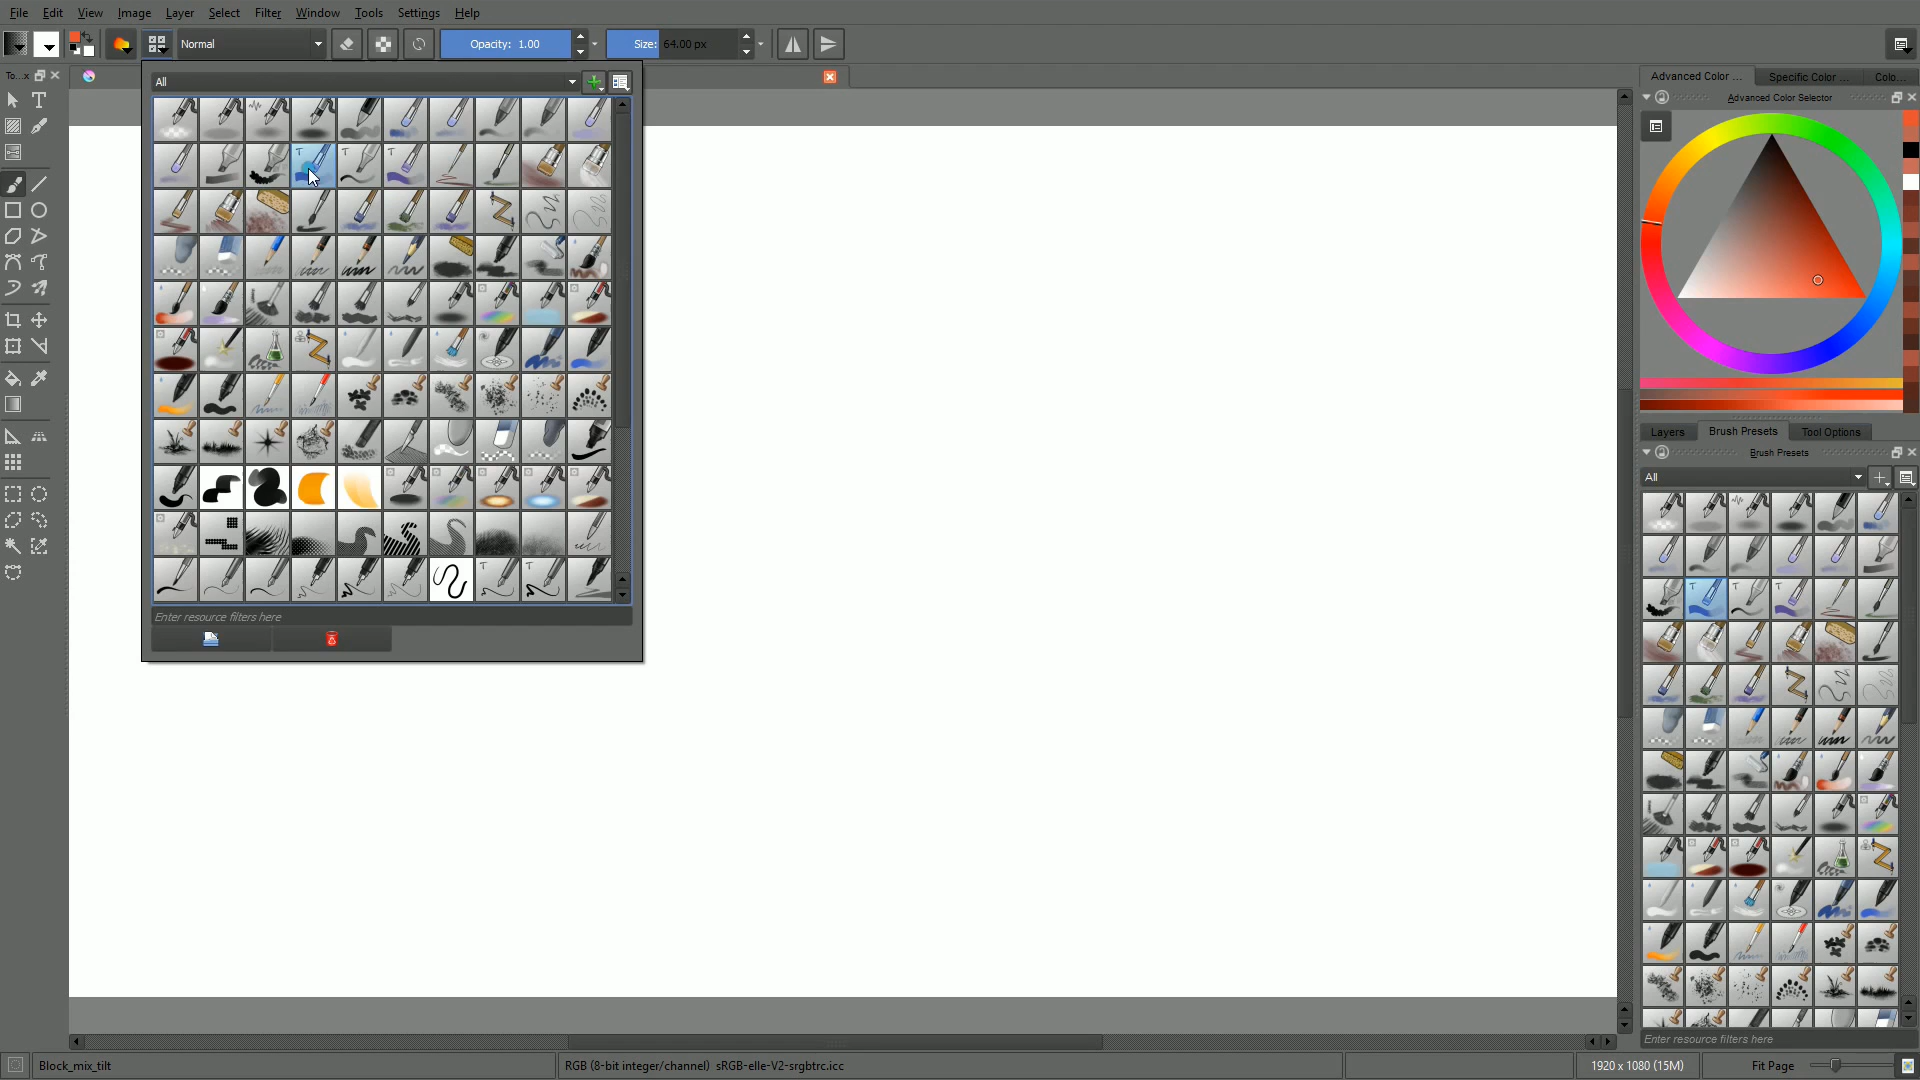 File Edit View Image Layer Select Filter Window Tools Settings Help
Normal
Opacity: 1.00
Size: 64.00 px
To...x
All
Enter resource filters here
Advanced Color ... Specific Color ... Colo...
Advanced Color Selector
Layers Brush Presets Tool Options
Brush Presets
All
Enter resource filters here
Block_mix_tilt
RGB (8-bit integer/channel) sRGB-elle-V2-srgbtrc.icc
1920 x 1080 (15M)
Fit Page